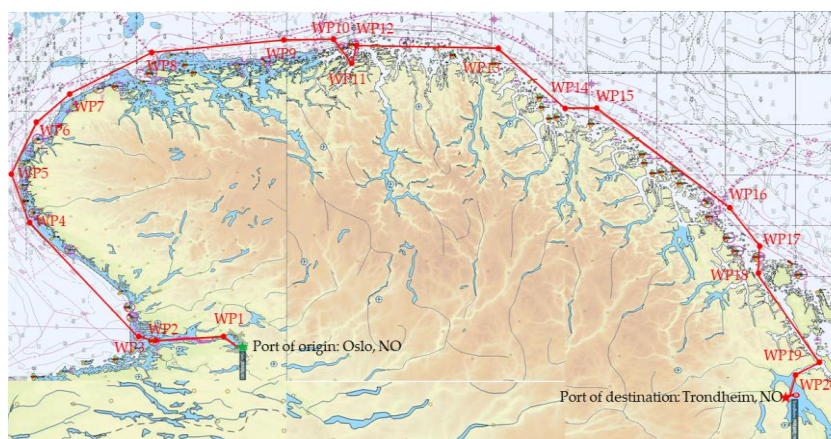 WP10
WP12
WP9
WP11
WP8
WP13
WP7
WP14
WP15
WP6
WP5
WP16
WP4
WP17
WP18
WP1
WP2
WP3
Port of origin: Oslo, NO
WP19
WP2
Port of destination: Trondheim, NO